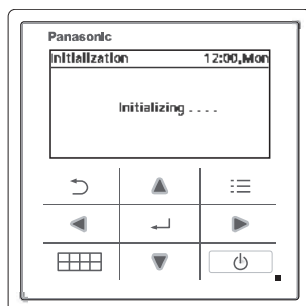 Panasonic
Initialization 12:00,Mon
Initializing . . . .